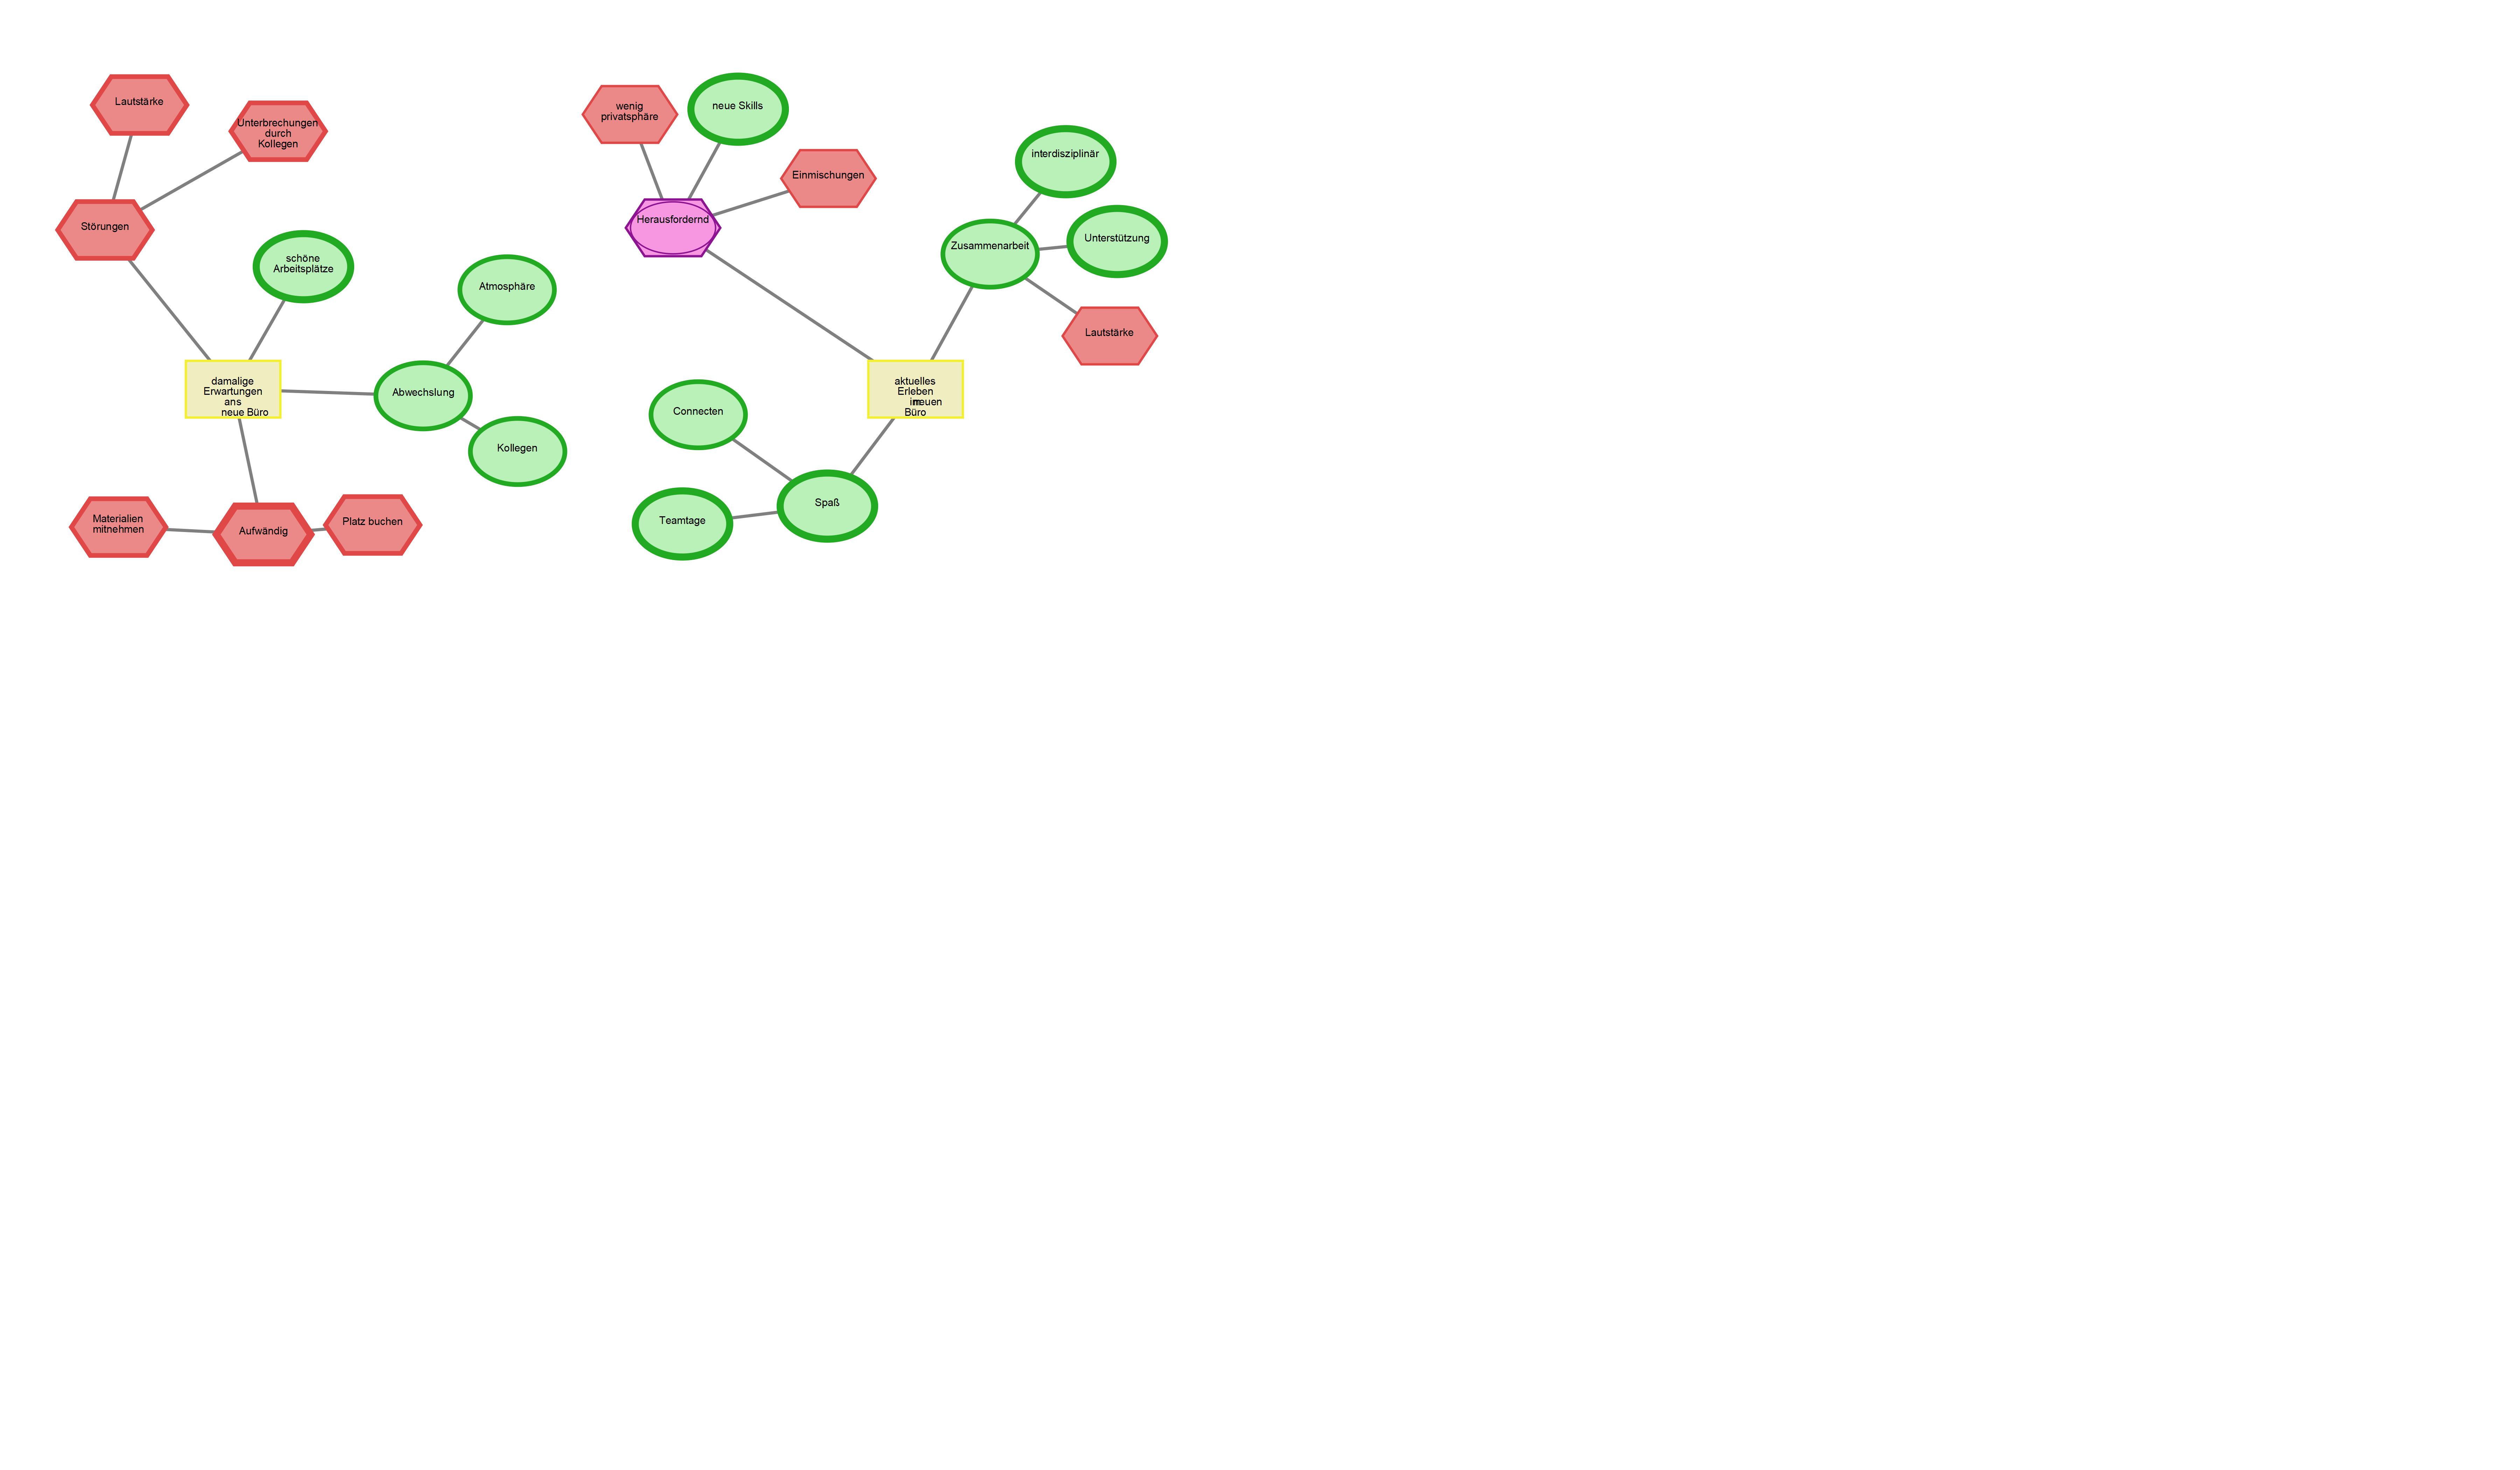 Lautstärke
Unterbrechungen
durch
Kollegen
Störungen
schöne
Arbeitsplätze
Atmosphäre
damalige
Erwartungen
ans
neue Büro
Abwechslung
Kollegen
Materialien
mitnehmen
Aufwändig
Platz buchen
wenig
privatsphäre
neue Skills
Einmischungen
Herausfordernd
interdisziplinär
Zusammenarbeit
Unterstützung
Lautstärke
aktuelles
Erleben
im neuen
Büro
Connecten
Spaß
Teamtage